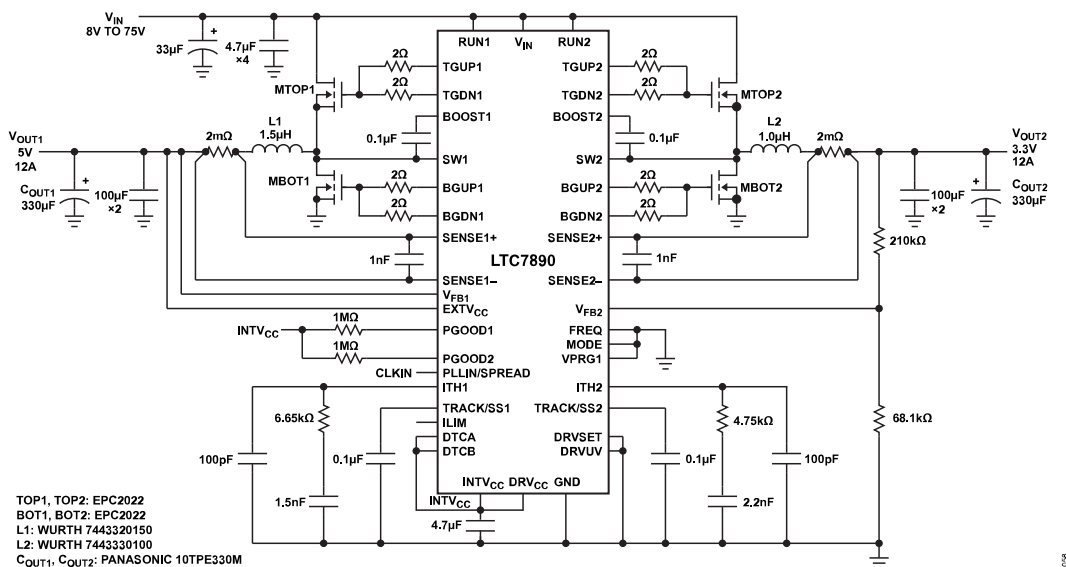 VIN
8V TO 75V
33µF
+
4.7µF
×4
RUN1
VIN
RUN2
2Ω
TGUP1
TGUP2
2Ω
MTOP1
2Ω
TGDN1
TGDN2
2Ω
MTOP2
BOOST1
BOOST2
0.1µF
0.1µF
VOUT1
5V
12A
2mΩ
L1
1.5µH
SW1
SW2
L2
1.0µH
2mΩ
VOUT2
3.3V
12A
COUT1
330µF
+
100µF
×2
MBOT1
2Ω
BGUP1
BGUP2
2Ω
MBOT2
2Ω
BGDN1
BGDN2
2Ω
100µF
×2
+
COUT2
330µF
SENSE1+
SENSE2+
1nF
LTC7890
1nF
210kΩ
SENSE1–
SENSE2–
VFB1
EXTVCC
VFB2
INTVCC
1MΩ
PGOOD1
FREQ
MODE
1MΩ
PGOOD2
VPRG1
CLKIN
PLLIN/SPREAD
ITH1
ITH2
6.65kΩ
TRACK/SS1
TRACK/SS2
4.75kΩ
68.1kΩ
ILIM
100pF
0.1µF
DTCA
DRVSET
0.1µF
100pF
DTCB
DRVUV
1.5nF
INTVCC
DRVCC
GND
2.2nF
INTVCC
4.7µF
TOP1, TOP2: EPC2022
BOT1, BOT2: EPC2022
L1: WURTH 7443320150
L2: WURTH 7443330100
COUT1, COUT2: PANASONIC 10TPE330M
058